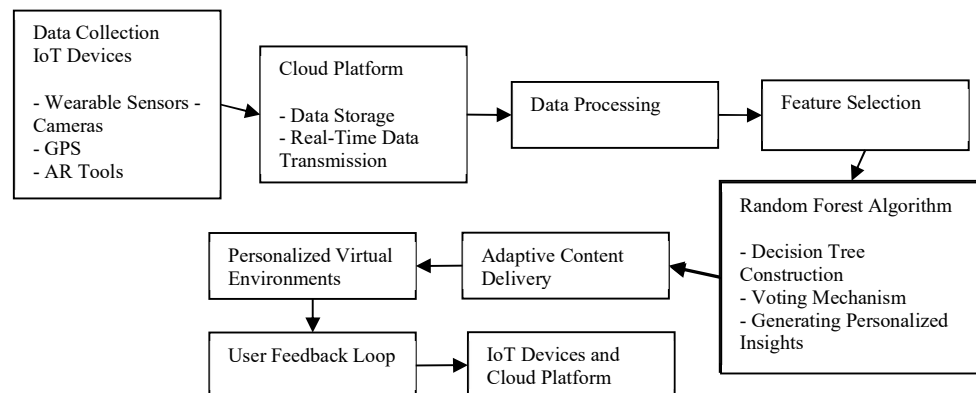 Data Collection
IoT Devices
- Wearable Sensors -
Cameras
- GPS
- AR Tools
Cloud Platform
- Data Storage
- Real-Time Data
Transmission
Data Processing
Feature Selection
Random Forest Algorithm
- Decision Tree
Construction
- Voting Mechanism
- Generating Personalized
Insights
Adaptive Content
Delivery
Personalized Virtual
Environments
User Feedback Loop
IoT Devices and
Cloud Platform